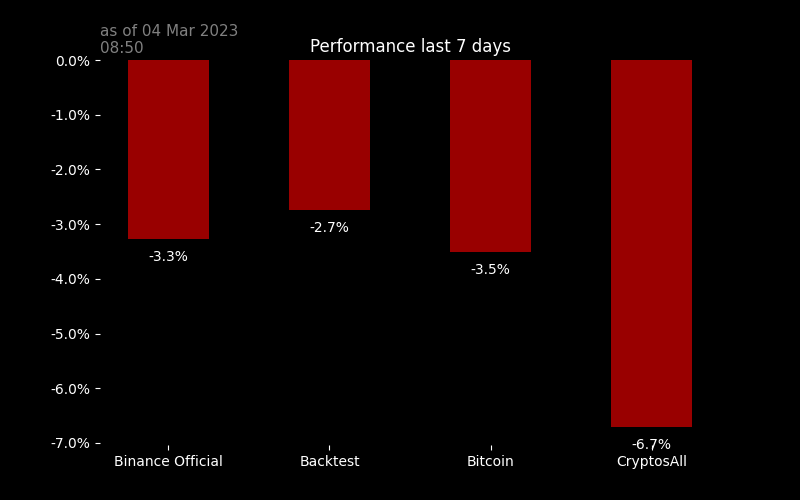 as of 04 Mar 2023
08:50
Performance last 7 days
0.0%
-1.0%
-2.0%
-3.0%
-4.0%
-5.0%
-6.0%
-7.0%
-3.3%
-2.7%
-3.5%
-6.7%
Binance Official
Backtest
Bitcoin
CryptosAll